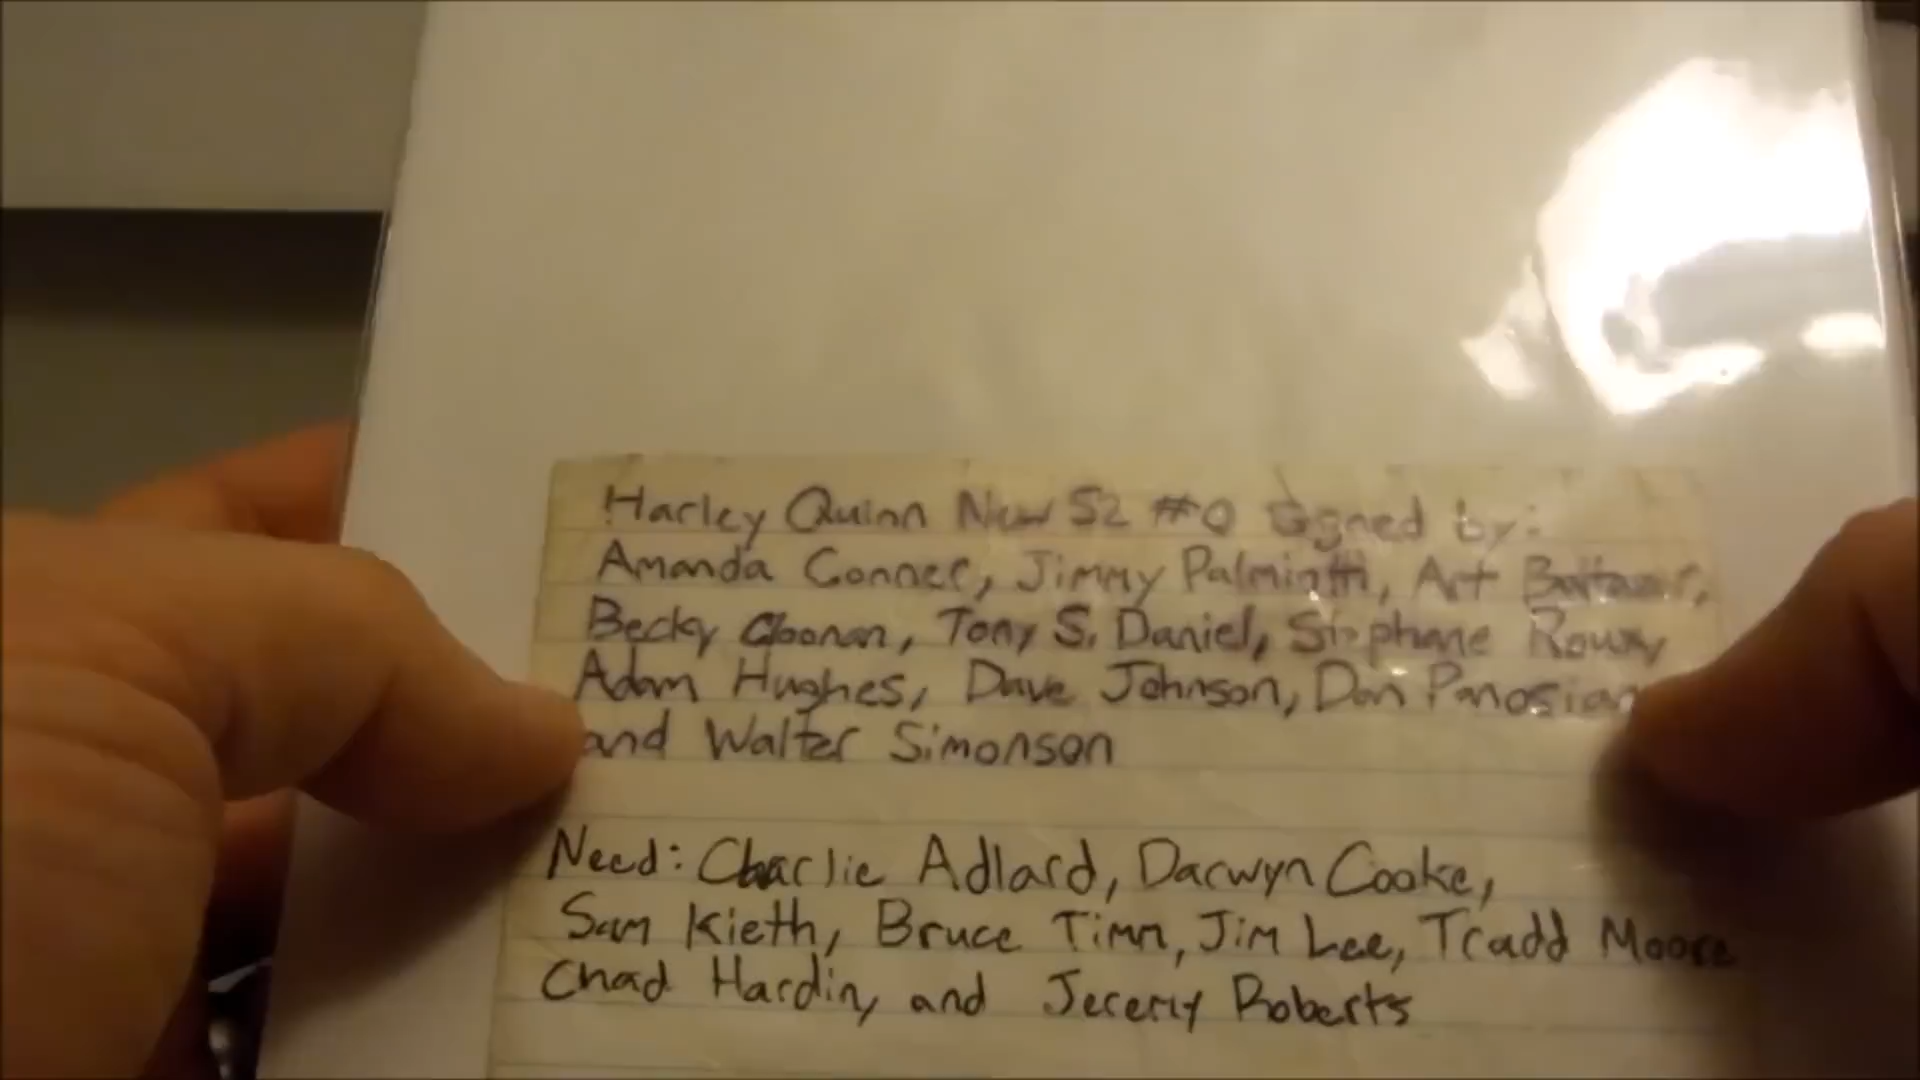 Harley Quinn New 52 #0 signed by:
Amanda Conner, Jimmy Palmiotti, Art Baltazar,
Becky Cloonan, Tony S. Daniel, Stephane Roux,
Adam Hughes, Dave Johnson, Dan Panosian
and Walter Simonson
Need: Charlie Adlard, Darwyn Cooke,
Sam Kieth, Bruce Timm, Jim Lee, Tradd Moore
Chad Hardin, and Jeremy Roberts